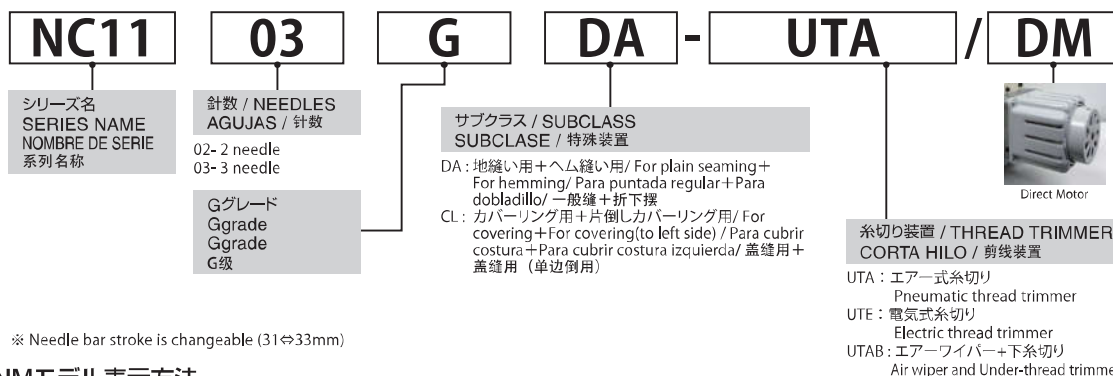 NC11 03 G DA - UTA / DM
シリーズ名
SERIES NAME
NOMBRE DE SERIE
系列名称
針数 / NEEDLES
AGUJAS / 针数
02- 2 needle
03- 3 needle
Gグレード
Ggrade
Ggrade
G级
サブクラス / SUBCLASS
SUBCLASE / 特殊装置
DA : 地縫い用＋ヘム縫い用/ For plain seaming＋
For hemming/ Para puntada regular＋Para
dobladillo/ 一般缝＋折下摆
CL : カバーリング用＋片倒しカバーリング用/ For
covering＋For covering(to left side) / Para cubrir
costura＋Para cubrir costura izquierda/ 盖缝用＋
盖缝用（单边倒用）
Direct Motor
糸切り装置 / THREAD TRIMMER
CORTA HILO / 剪线装置
UTA：エアー式糸切り
Pneumatic thread trimmer
UTE：電気式糸切り
Electric thread trimmer
UTAB : エアーワイパー+下糸切り
Air wiper and Under-thread trimme
※ Needle bar stroke is changeable (31⇔33mm)
モデル表示方法